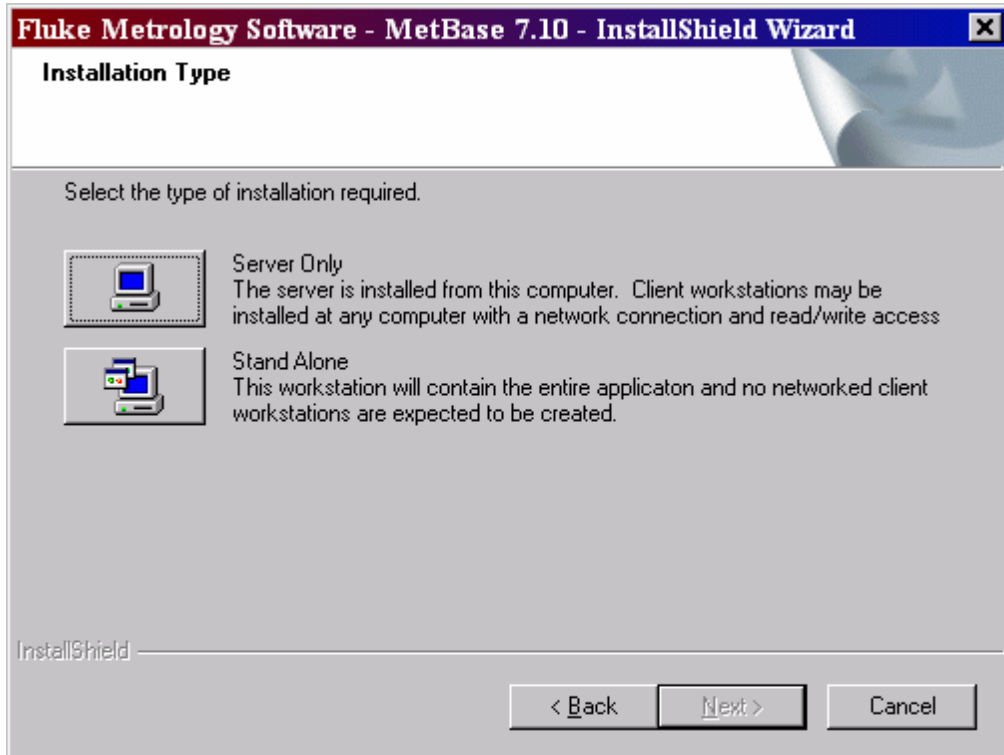 Fluke Metrology Software - MetBase 7.10 - InstallShield Wizard
Installation Type
Select the type of installation required.
Server Only
The server is installed from this computer.  Client workstations may be
installed at any computer with a network connection and read/write access
Stand Alone
This workstation will contain the entire applicaton and no networked client
workstations are expected to be created.
InstallShield
< Back
Next >
Cancel